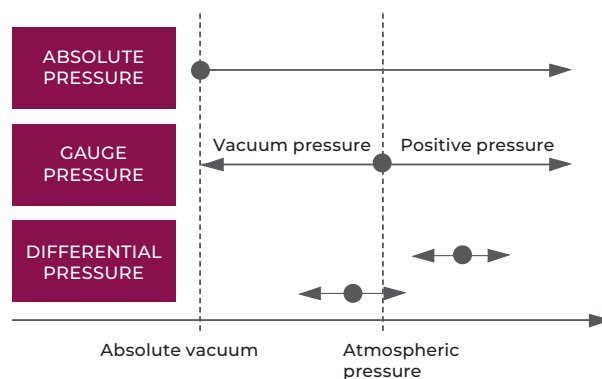 ABSOLUTE
PRESSURE
GAUGE
PRESSURE
Vacuum pressure
Positive pressure
DIFFERENTIAL
PRESSURE
Absolute vacuum
Atmospheric
pressure